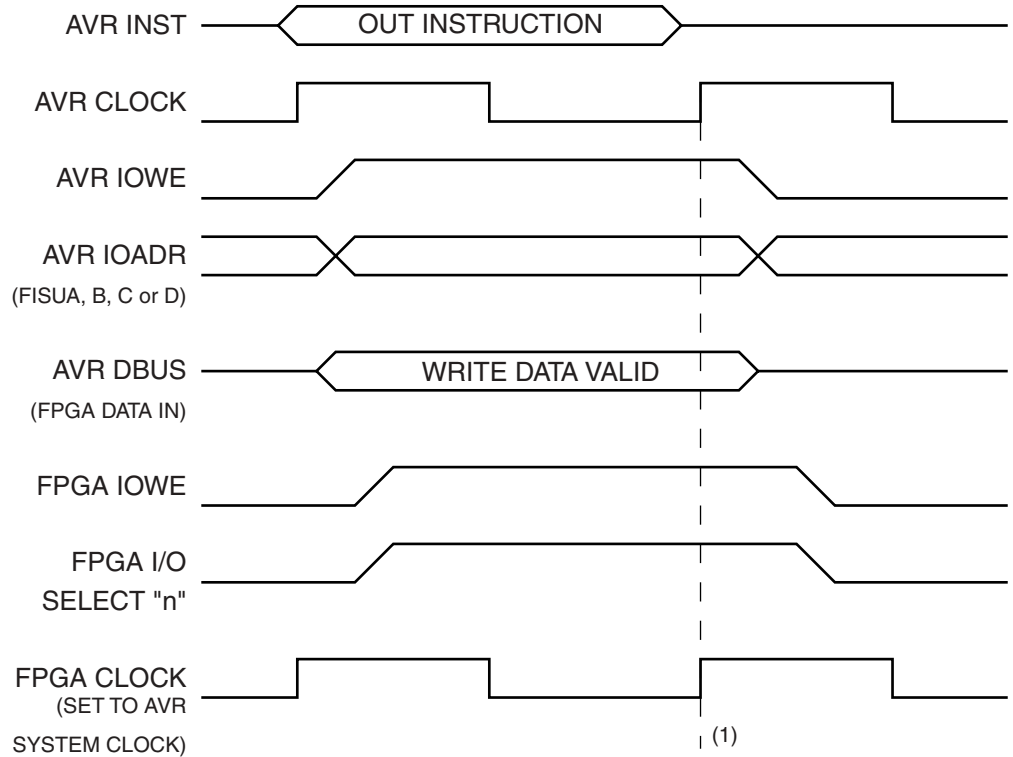 AVR INST
OUT INSTRUCTION
AVR CLOCK
AVR IOWE
AVR IOADR
(FISUA, B, C or D)
AVR DBUS
WRITE DATA VALID
(FPGA DATA IN)
FPGA IOWE
FPGA I/O
SELECT "n"
FPGA CLOCK
(SET TO AVR
SYSTEM CLOCK)
(1)